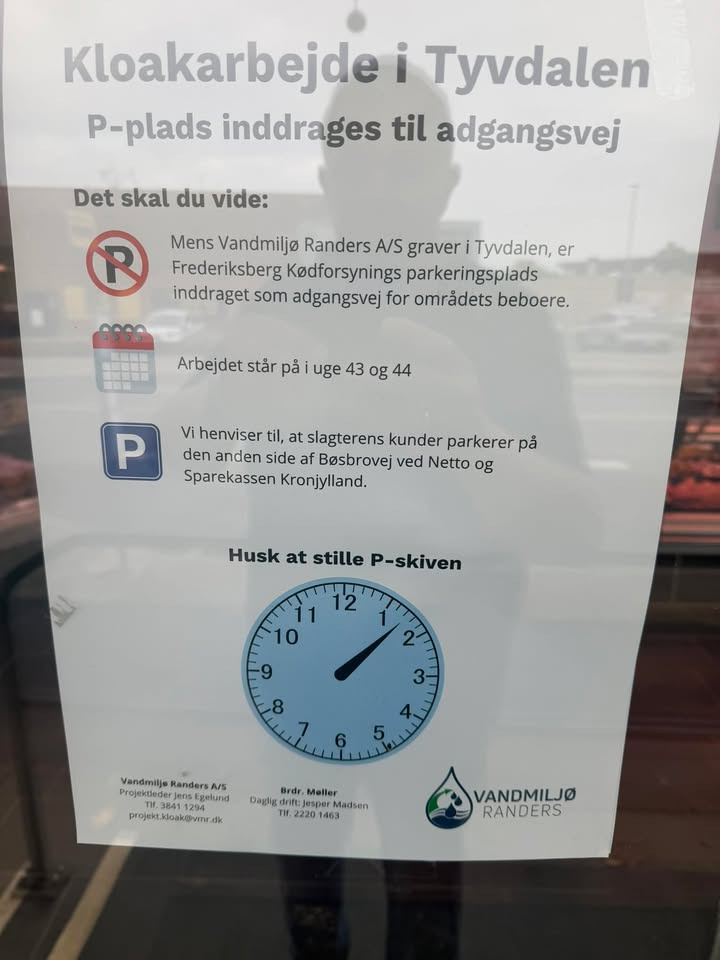 Kloakarbejde i Tyvdalen
P-plads inddrages til adgangsvej
Det skal du vide:
P
Mens Vandmiljø Randers A/S graver i Tyvdalen, er
Frederiksberg Kødforsynings parkeringsplads
inddraget som adgangsvej for områdets beboere.
Arbejdet står på i uge 43 og 44
P
Vi henviser til, at slagterens kunder parkerer på
den anden side af Bøsbrovej ved Netto og
Sparekassen Kronjylland.
Husk at stille P-skiven
12
1
2
3
4
5
6
7
8
9
10
11
Vandmiljø Randers A/S
Projektleder Jens Egelund
Tlf. 3841 1294
projekt.kloak@vmr.dk
Brdr. Møller
Daglig drift: Jesper Madsen
Tlf. 2220 1463
VANDMILJØ
RANDERS